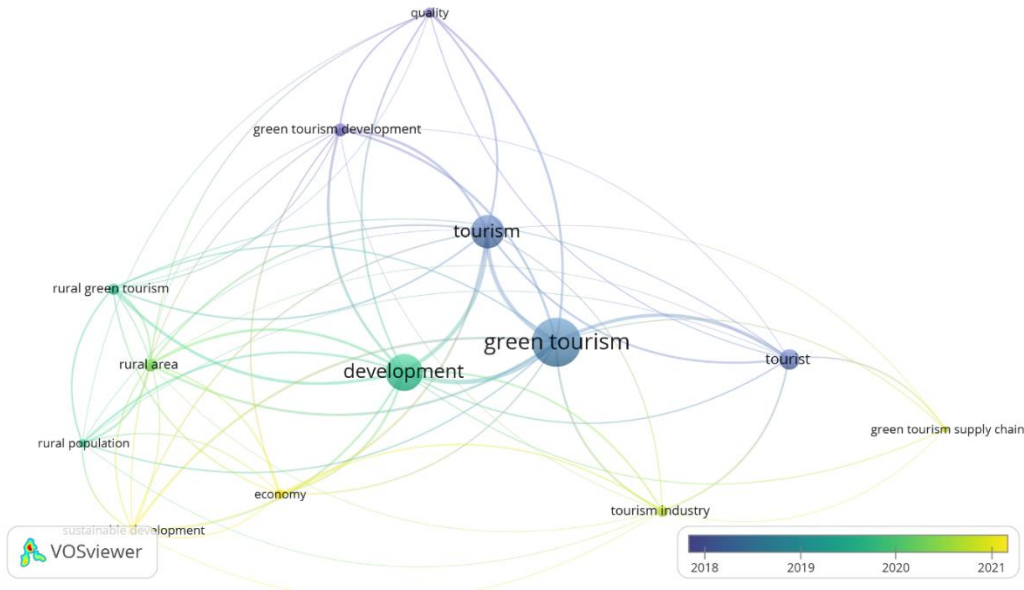 quality
green tourism development
tourism
rural green tourism
green tourism
rural area
tourist
development
green tourism supply chain
rural population
economy
tourism industry
sustainable development
VOSviewer
2018 2019 2020 2021